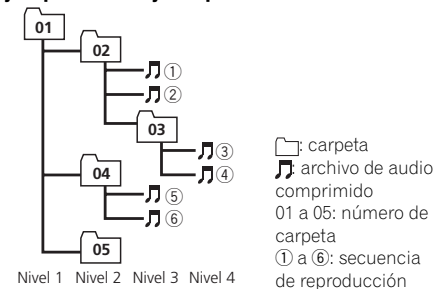 01
02
①
②
03
③
④
04
⑤
⑥
05
Nivel 1 Nivel 2 Nivel 3 Nivel 4
: carpeta
: archivo de audio
comprimido
01 a 05: número de
carpeta
① a ⑥: secuencia
de reproducción